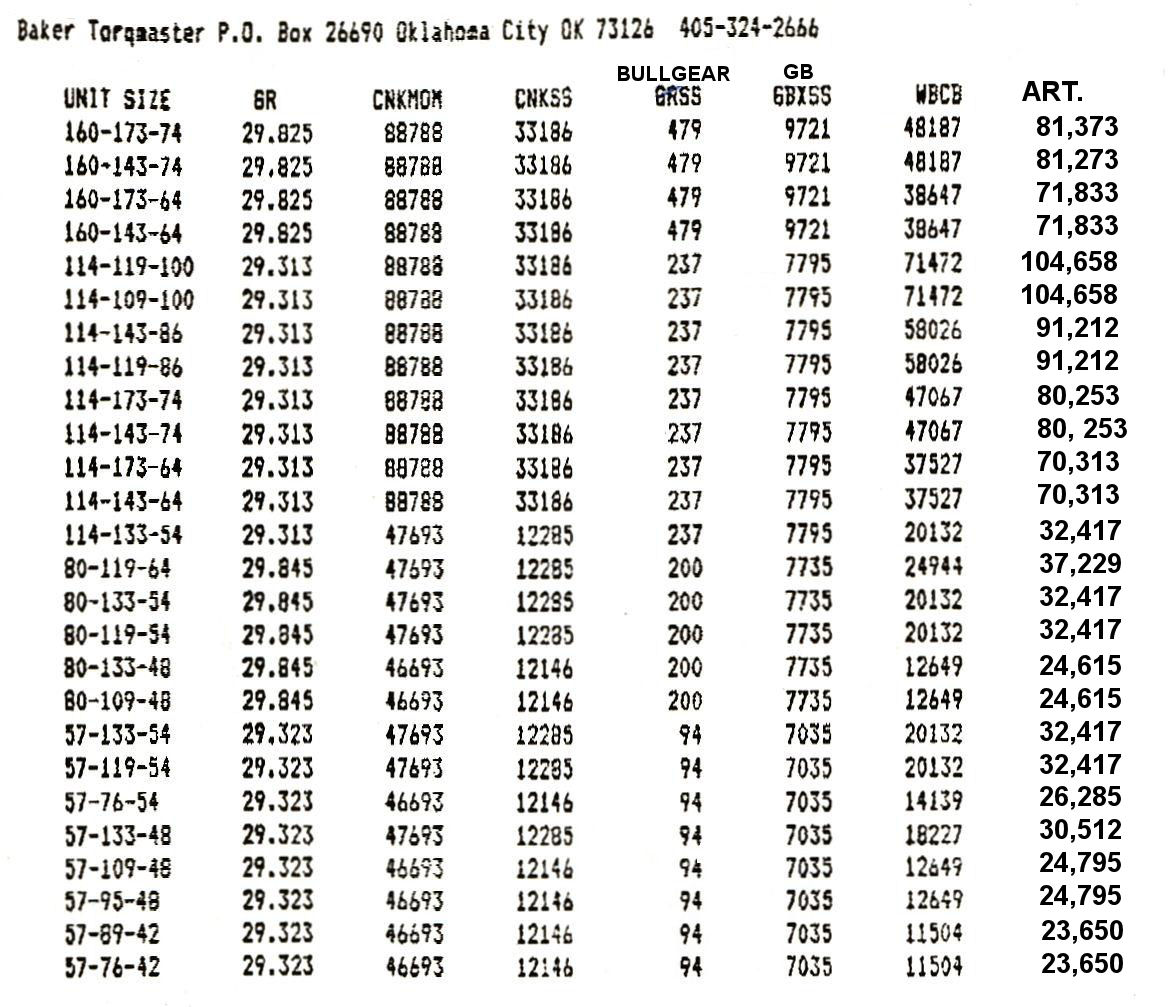 Baker Torqmaster P.O. Box 26690 Oklahoma City OK 73126 405-324-2666
BULLGEAR GB
UNIT SIZE GR CNKMOM CNKSS GRSS GBXSS WBCB ART.
160-173-74 29.825 88788 33186 479 9721 48187 81,373
160-143-74 29.825 88788 33186 479 9721 48187 81,273
160-173-64 29.825 88788 33186 479 9721 38647 71,833
160-143-64 29.825 88788 33186 479 9721 38647 71,833
114-119-100 29.313 88788 33186 237 7795 71472 104,658
114-109-100 29.313 88788 33186 237 7795 71472 104,658
114-143-86 29.313 88788 33186 237 7795 58026 91,212
114-119-86 29.313 88788 33186 237 7795 58026 91,212
114-173-74 29.313 88788 33186 237 7795 47067 80,253
114-143-74 29.313 88788 33186 237 7795 47067 80, 253
114-173-64 29.313 88788 33186 237 7795 37527 70,313
114-143-64 29.313 88788 33186 237 7795 37527 70,313
114-133-54 29.313 47693 12285 237 7795 20132 32,417
80-119-64 29.845 47693 12285 200 7735 24944 37,229
80-133-54 29.845 47693 12285 200 7735 20132 32,417
80-119-54 29.845 47693 12285 200 7735 20132 32,417
80-133-48 29.845 46693 12146 200 7735 12649 24,615
80-109-48 29.845 46693 12146 200 7735 12649 24,615
57-133-54 29.323 47693 12285 94 7035 20132 32,417
57-119-54 29.323 47693 12285 94 7035 20132 32,417
57-76-54 29.323 46693 12146 94 7035 14139 26,285
57-133-48 29.323 47693 12285 94 7035 18227 30,512
57-109-48 29.323 46693 12146 94 7035 12649 24,795
57-95-48 29.323 46693 12146 94 7035 12649 24,795
57-89-42 29.323 46693 12146 94 7035 11504 23,650
57-76-42 29.323 46693 12146 94 7035 11504 23,650